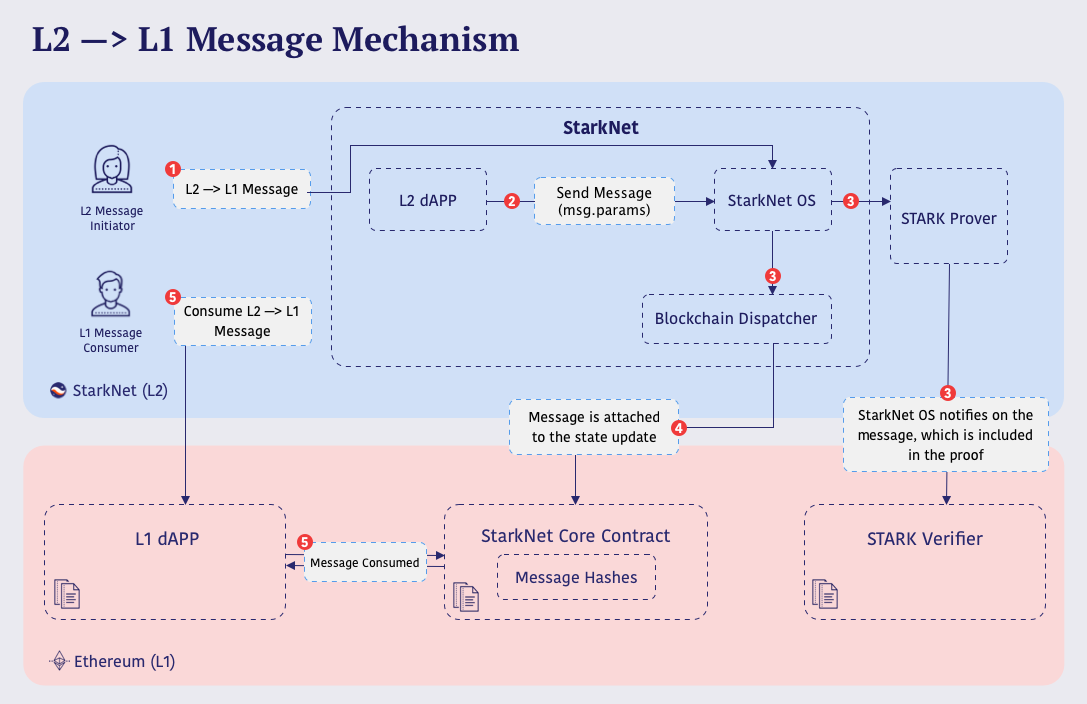 L2 —> L1 Message Mechanism
StarkNet
1
L2 —> L1 Message
L2 Message
Initiator
L2 dAPP
2
Send Message
(msg.params)
StarkNet OS
3
STARK Prover
3
Blockchain Dispatcher
5
Consume L2 —> L1
Message
L1 Message
Consumer
StarkNet (L2)
Message is attached
to the state update
4
3
StarkNet OS notifies on the
message, which is included
in the proof
L1 dAPP
5
Message Consumed
StarkNet Core Contract
Message Hashes
STARK Verifier
Ethereum (L1)